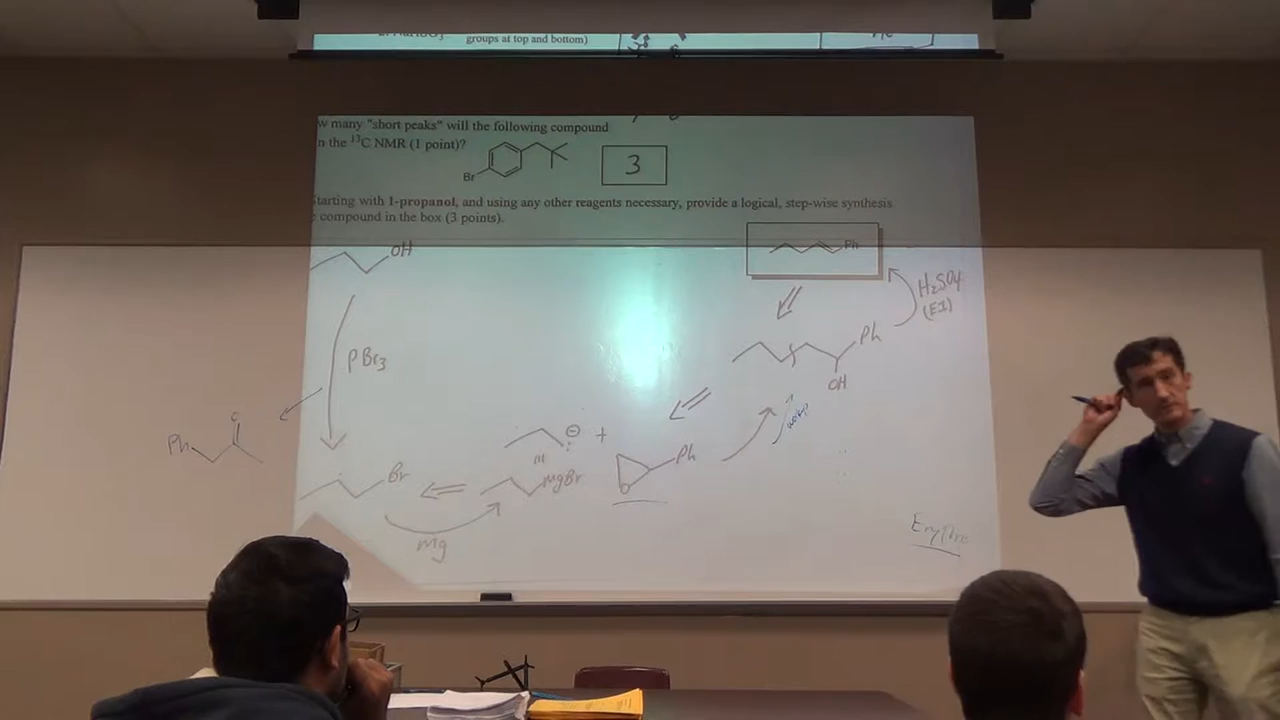 groups at top and bottom)
w many "short peaks" will the following compound
n the ¹³C NMR (1 point)?
Br
3
Starting with 1-propanol, and using any other reagents necessary, provide a logical, step-wise synthesis
compound in the box (3 points).
OH
Ph
H₂SO₄
(E1)
Ph
OH
PBr₃
Ph
Ph
Br
MgBr
⊖
+
O
Mg
Erythro